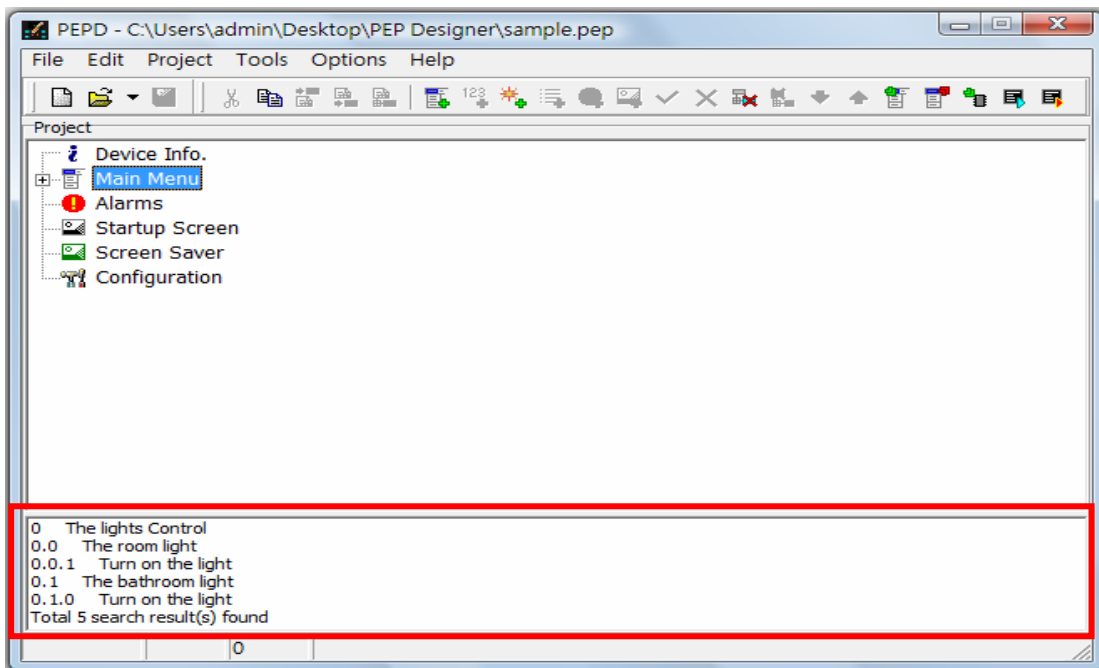 PEPD - C:\Users\admin\Desktop\PEP Designer\sample.pep
File Edit Project Tools Options Help
123
Project
Device Info.
Main Menu
Alarms
Startup Screen
Screen Saver
Configuration
0 The lights Control
0.0 The room light
0.0.1 Turn on the light
0.1 The bathroom light
0.1.0 Turn on the light
Total 5 search result(s) found
0